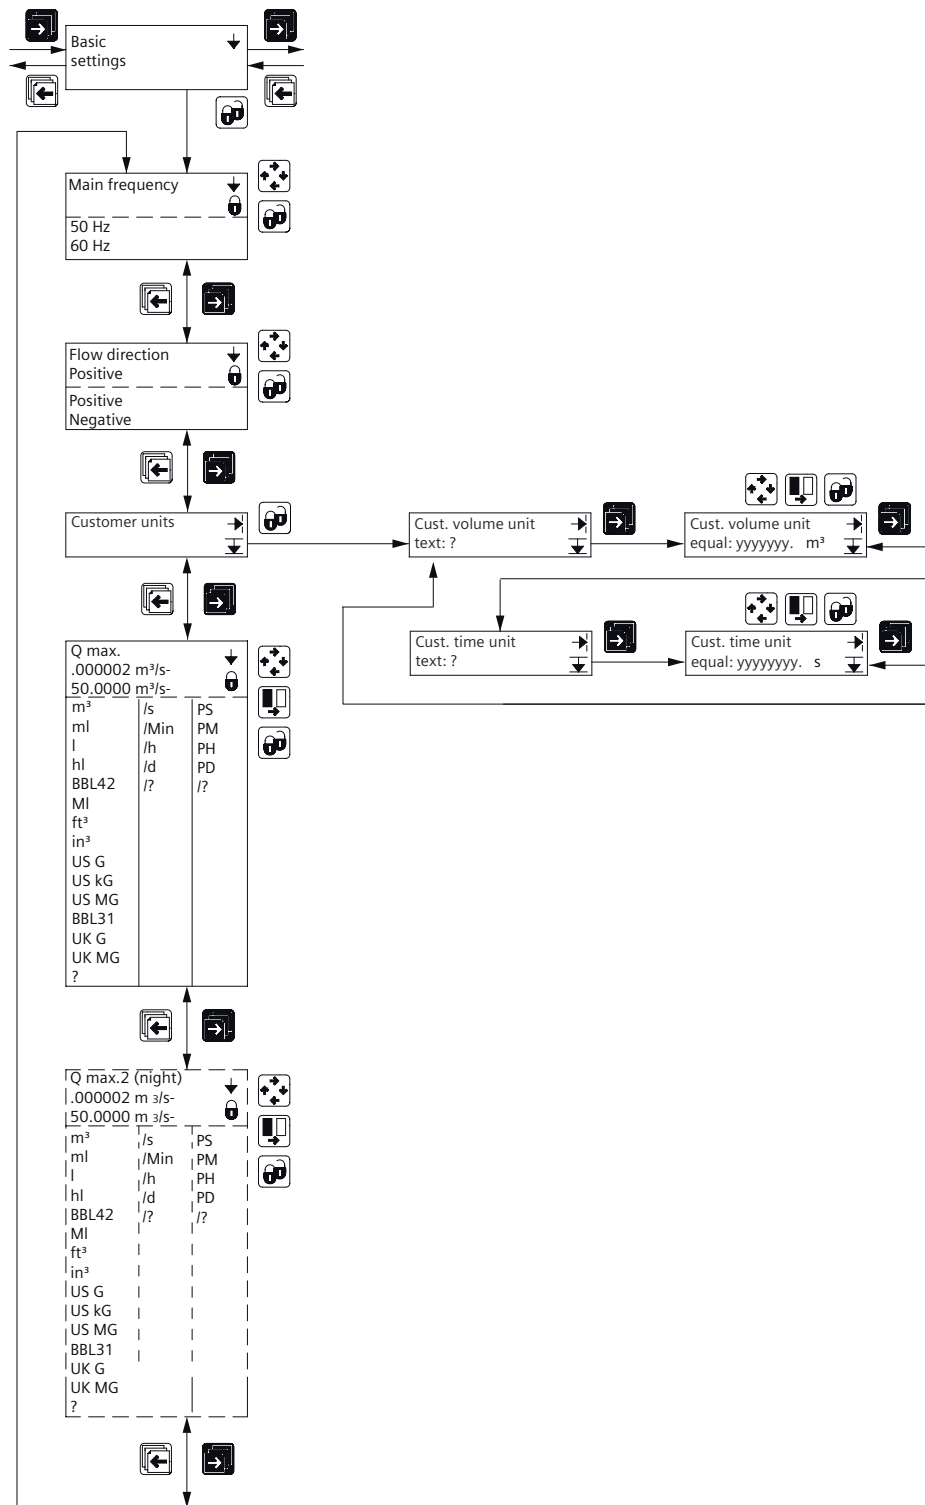 Basic
settings
Main frequency
50 Hz
60 Hz
Flow direction
Positive
Positive
Negative
Customer units
Cust. volume unit
text: ?
Cust. volume unit
equal: yyyyyyy. m³
Cust. time unit
text: ?
Cust. time unit
equal: yyyyyyyy. s
Q max.
.000002 m³/s-
50.0000 m³/s-
m³ /s PS
ml /Min PM
l /h PH
hl /d PD
BBL42 /? /?
Ml
ft³
in³
US G
US kG
US MG
BBL31
UK G
UK MG
?
Q max.2 (night)
.000002 m 3/s-
50.0000 m 3/s-
m³ /s PS
ml /Min PM
l /h PH
hl /d PD
BBL42 /? /?
Ml
ft³
in³
US G
US kG
US MG
BBL31
UK G
UK MG
?